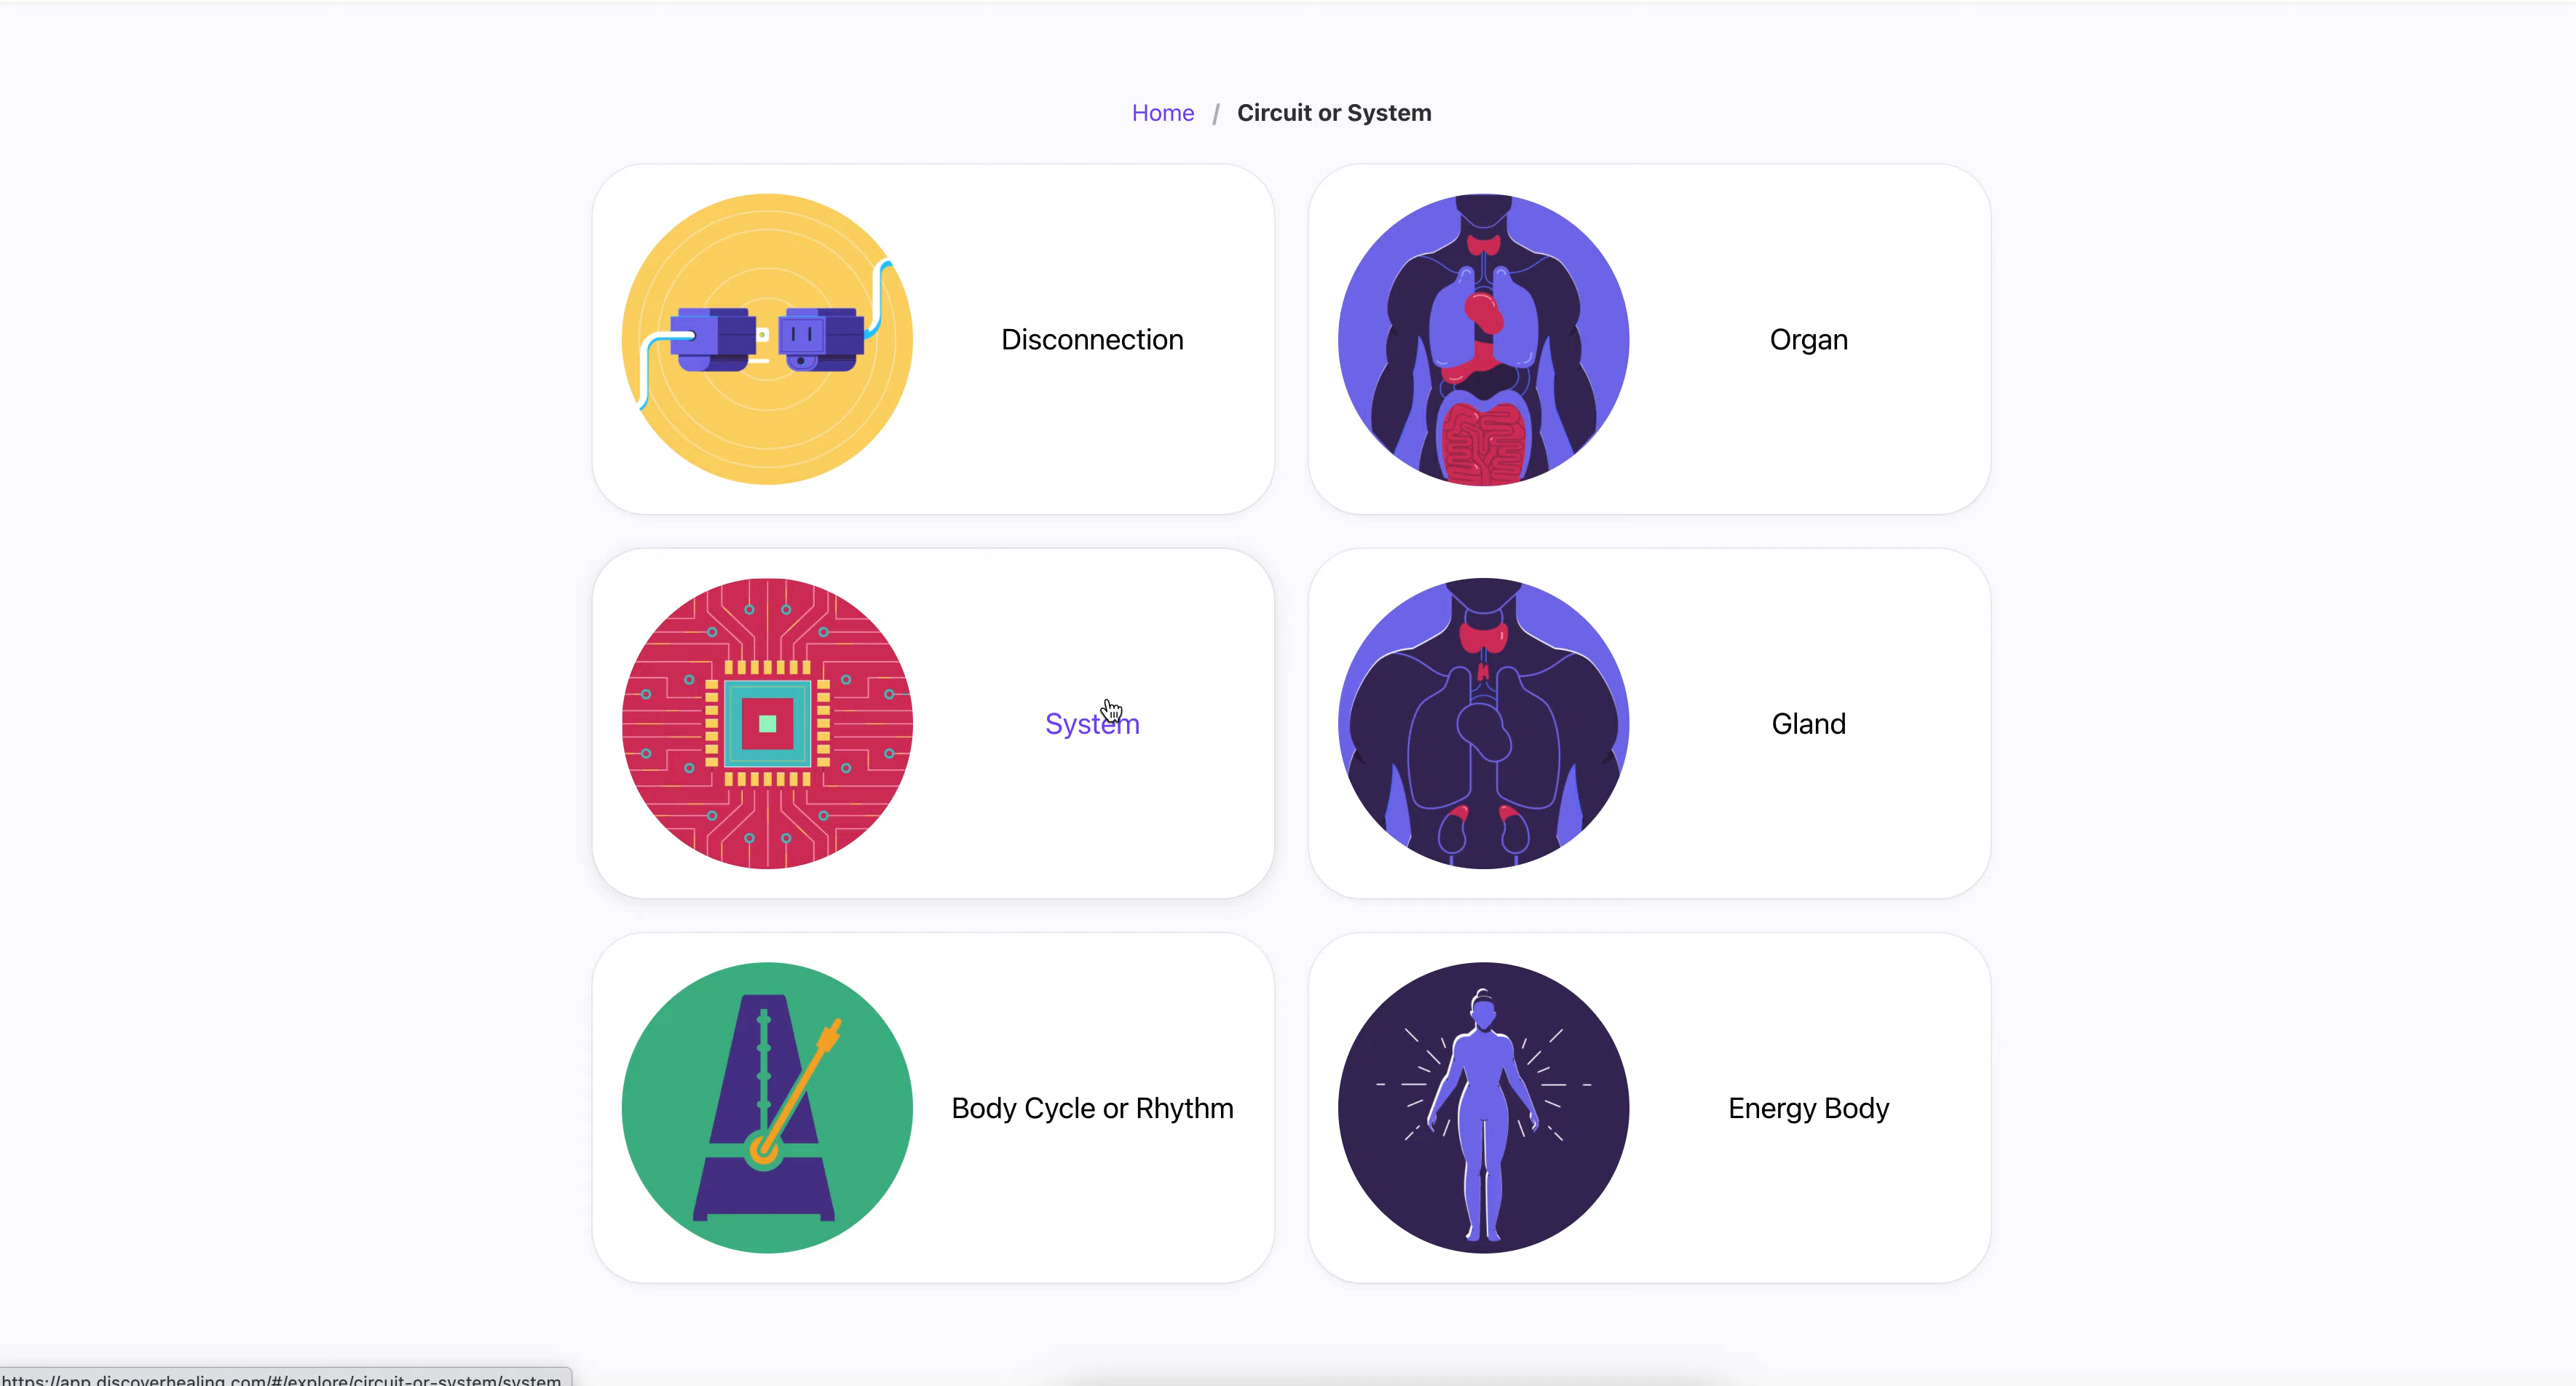 Home / Circuit or System
Disconnection
Organ
System
Gland
Body Cycle or Rhythm
Energy Body
https://app.discoverhealing.com/#/explore/circuit-or-system/system